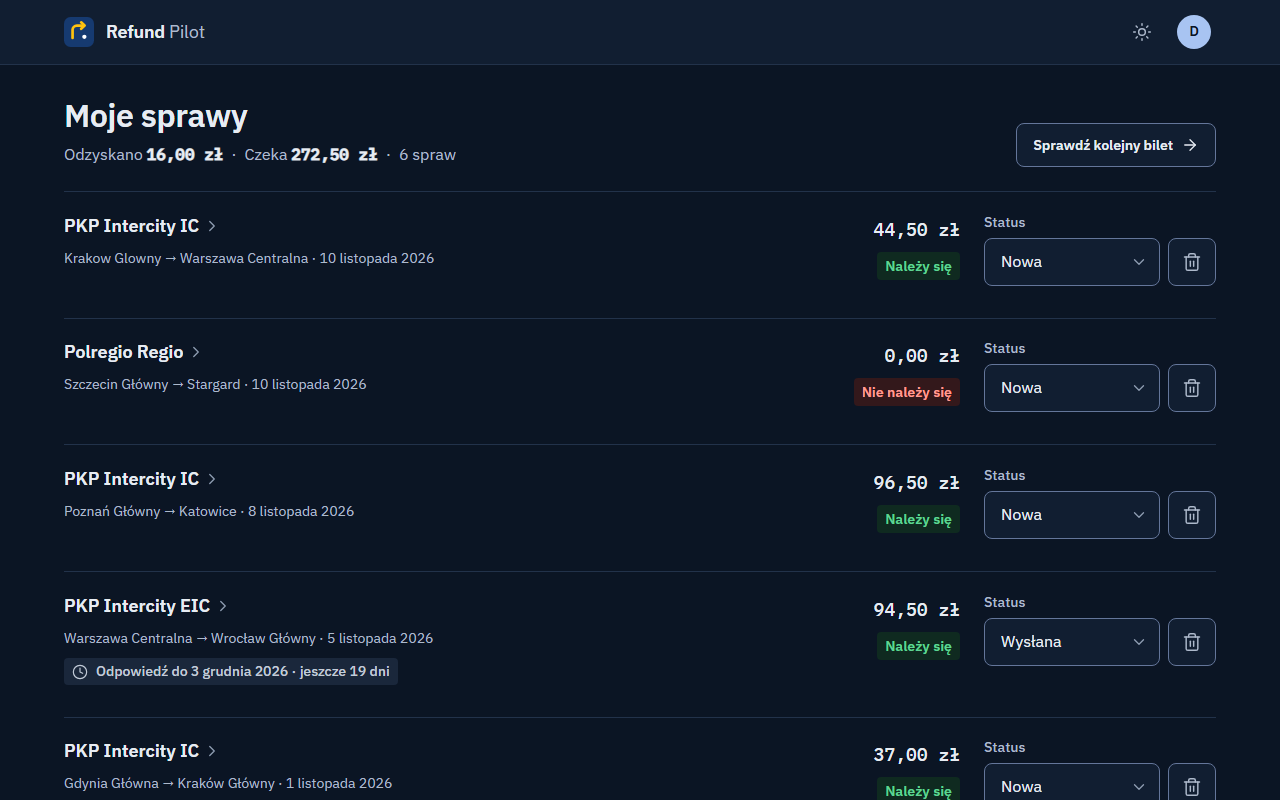 Refund Pilot
D
Moje sprawy
Odzyskano 16,00 zł · Czeka 272,50 zł · 6 spraw
Sprawdź kolejny bilet →
PKP Intercity IC
Krakow Glowny → Warszawa Centralna · 10 listopada 2026
44,50 zł
Należy się
Status
Nowa
Polregio Regio
Szczecin Główny → Stargard · 10 listopada 2026
0,00 zł
Nie należy się
Status
Nowa
PKP Intercity IC
Poznań Główny → Katowice · 8 listopada 2026
96,50 zł
Należy się
Status
Nowa
PKP Intercity EIC
Warszawa Centralna → Wrocław Główny · 5 listopada 2026
Odpowiedź do 3 grudnia 2026 · jeszcze 19 dni
94,50 zł
Należy się
Status
Wysłana
PKP Intercity IC
Gdynia Główna → Kraków Główny · 1 listopada 2026
37,00 zł
Należy się
Status
Nowa